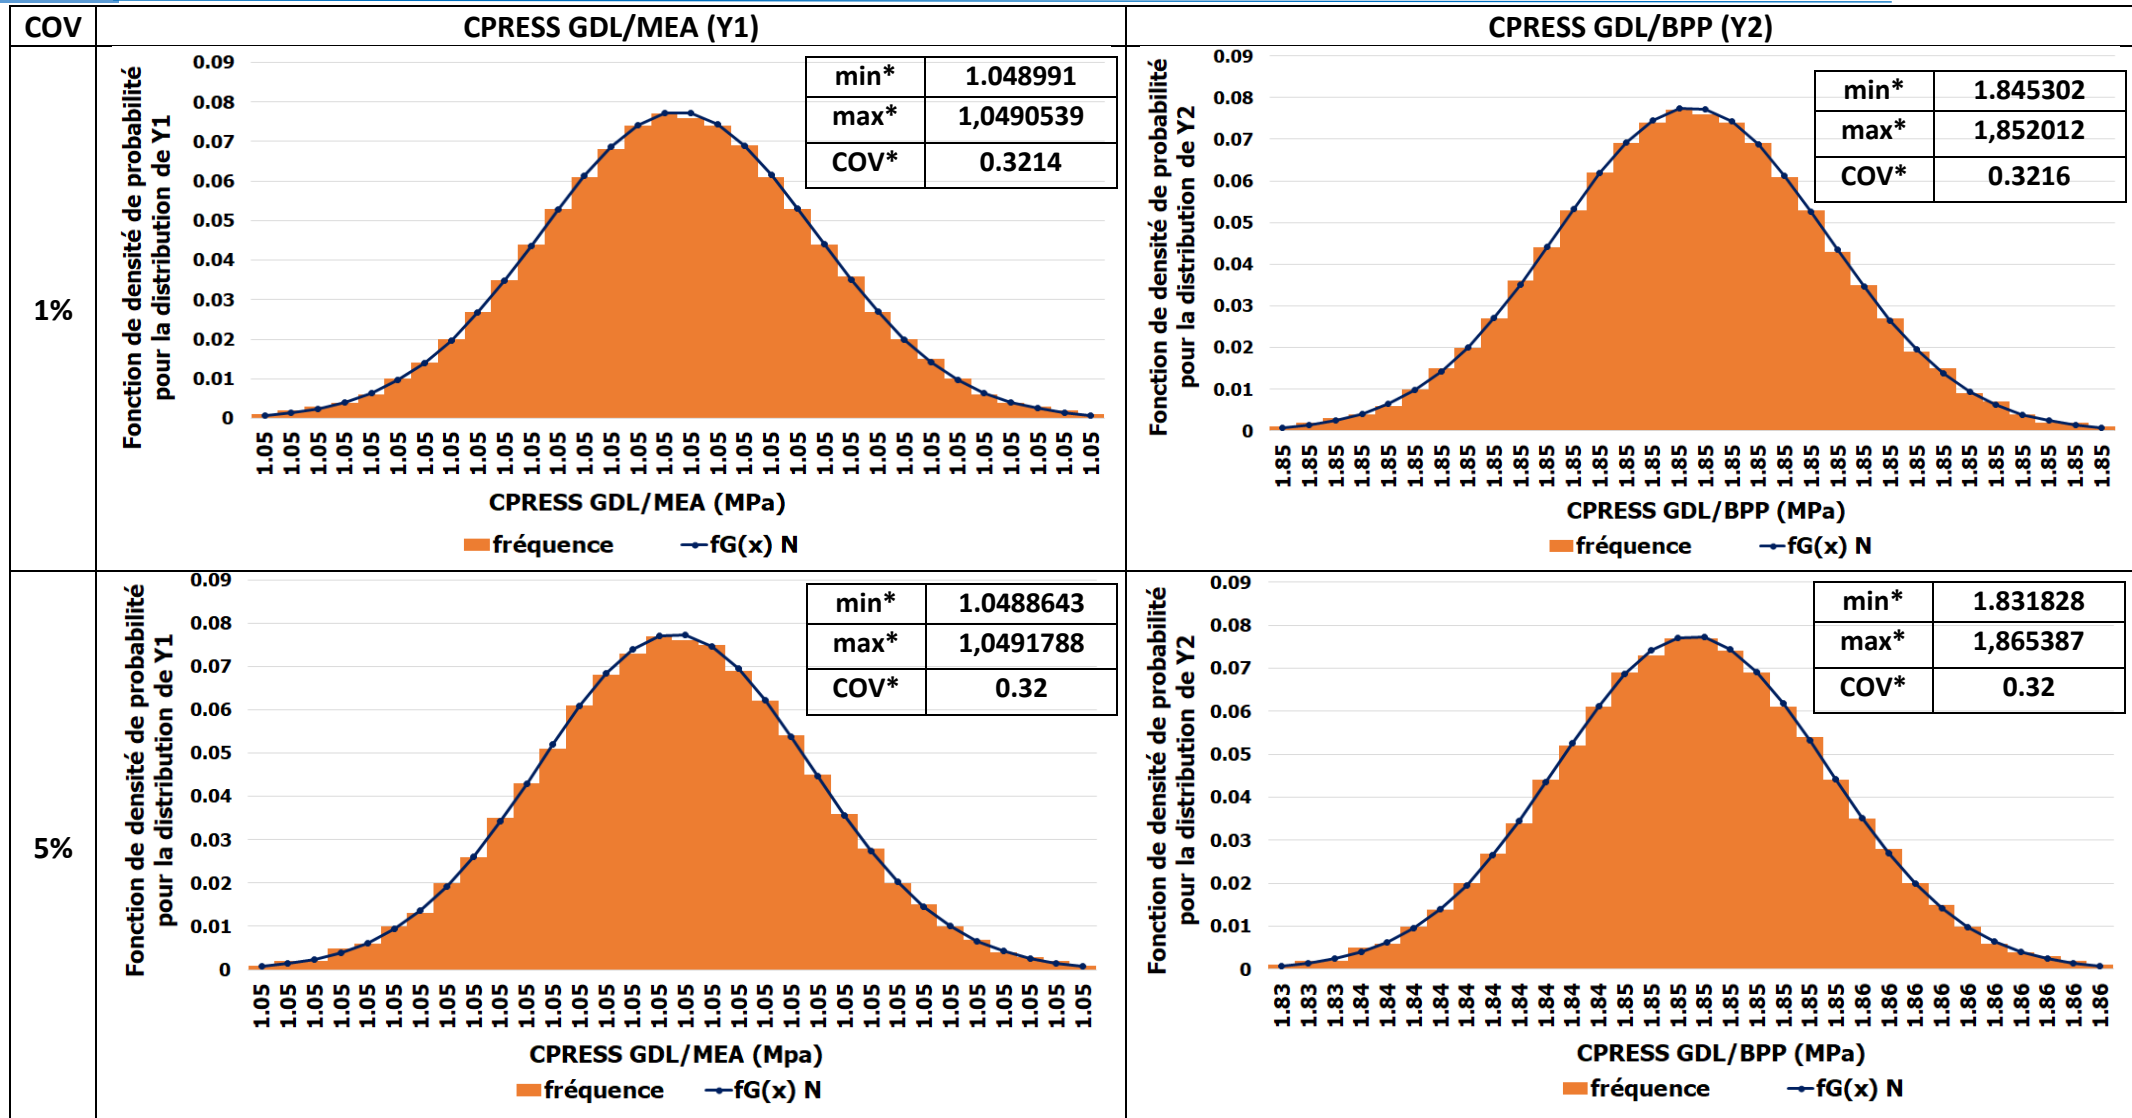 COV
CPRESS GDL/MEA (Y1)
CPRESS GDL/BPP (Y2)
1%
Fonction de densité de probabilité
pour la distribution de Y1
0.09
0.08
0.07
0.06
0.05
0.04
0.03
0.02
0.01
0
min* 1.048991
max* 1,0490539
COV* 0.3214
1.05 1.05 1.05 1.05 1.05 1.05 1.05 1.05 1.05 1.05 1.05 1.05 1.05 1.05 1.05 1.05 1.05 1.05 1.05 1.05 1.05 1.05 1.05 1.05 1.05 1.05 1.05 1.05 1.05 1.05 1.05 1.05
CPRESS GDL/MEA (MPa)
fréquence fG(x) N
Fonction de densité de probabilité
pour la distribution de Y2
0.09
0.08
0.07
0.06
0.05
0.04
0.03
0.02
0.01
0
min* 1.845302
max* 1,852012
COV* 0.3216
1.85 1.85 1.85 1.85 1.85 1.85 1.85 1.85 1.85 1.85 1.85 1.85 1.85 1.85 1.85 1.85 1.85 1.85 1.85 1.85 1.85 1.85 1.85 1.85 1.85 1.85 1.85 1.85 1.85 1.85 1.85 1.85
CPRESS GDL/BPP (MPa)
fréquence fG(x) N
5%
Fonction de densité de probabilité
pour la distribution de Y1
0.09
0.08
0.07
0.06
0.05
0.04
0.03
0.02
0.01
0
min* 1.0488643
max* 1,0491788
COV* 0.32
1.05 1.05 1.05 1.05 1.05 1.05 1.05 1.05 1.05 1.05 1.05 1.05 1.05 1.05 1.05 1.05 1.05 1.05 1.05 1.05 1.05 1.05 1.05 1.05 1.05 1.05 1.05 1.05 1.05 1.05 1.05 1.05
CPRESS GDL/MEA (Mpa)
fréquence fG(x) N
Fonction de densité de probabilité
pour la distribution de Y2
0.09
0.08
0.07
0.06
0.05
0.04
0.03
0.02
0.01
0
min* 1.831828
max* 1,865387
COV* 0.32
1.83 1.83 1.83 1.84 1.84 1.84 1.84 1.84 1.84 1.84 1.84 1.84 1.84 1.85 1.85 1.85 1.85 1.85 1.85 1.85 1.85 1.85 1.86 1.86 1.86 1.86 1.86 1.86 1.86 1.86 1.86 1.86
CPRESS GDL/BPP (MPa)
fréquence fG(x) N